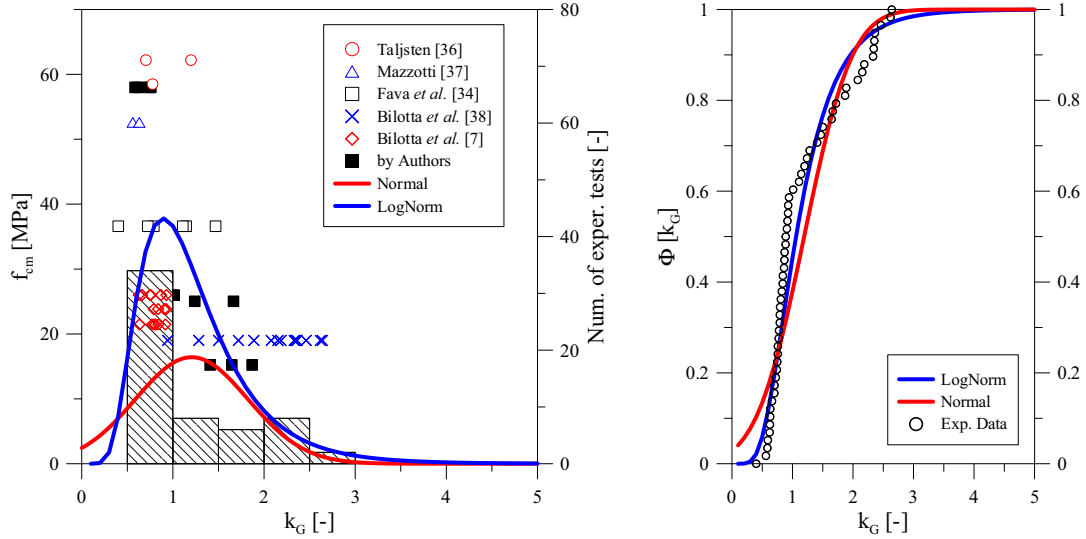 80
60
40
20
0
f_cm [MPa]
80
60
40
20
0
Num. of exper. tests [-]
0
1
2
3
4
5
k_G [-]
Taljsten [36]
Mazzotti [37]
Fava et al. [34]
Bilotta et al. [38]
Bilotta et al. [7]
by Authors
Normal
LogNorm
1
0.8
0.6
0.4
0.2
0
Φ [k_G]
1
0.8
0.6
0.4
0.2
0
0
1
2
3
4
5
k_G [-]
LogNorm
Normal
Exp. Data